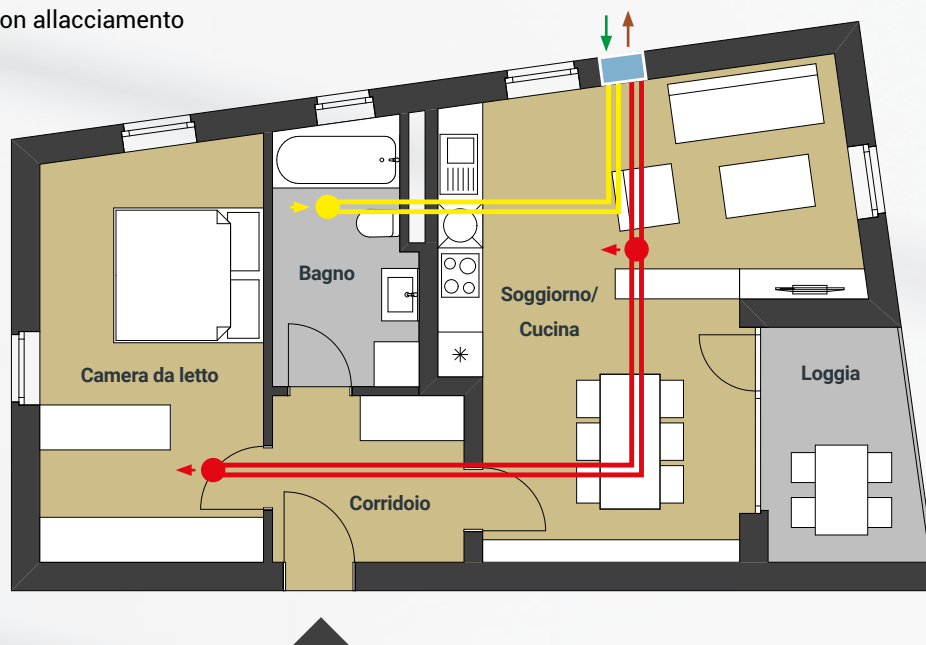 on allacciamento
Bagno
Soggiorno/
Cucina
Camera da letto
Loggia
Corridoio